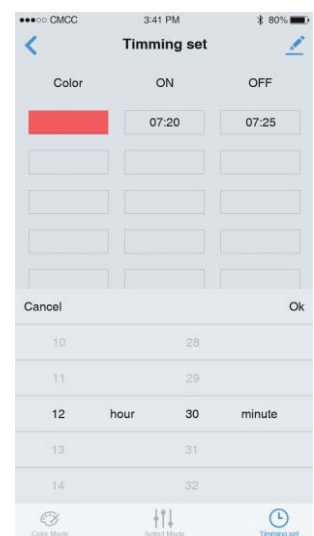 CMCC 3:41 PM 80%
Timming set
Color ON OFF
07:20 07:25
Cancel Ok
10 28
11 29
12 hour 30 minute
13 31
14 32
Color Mode Select Mode Timming set